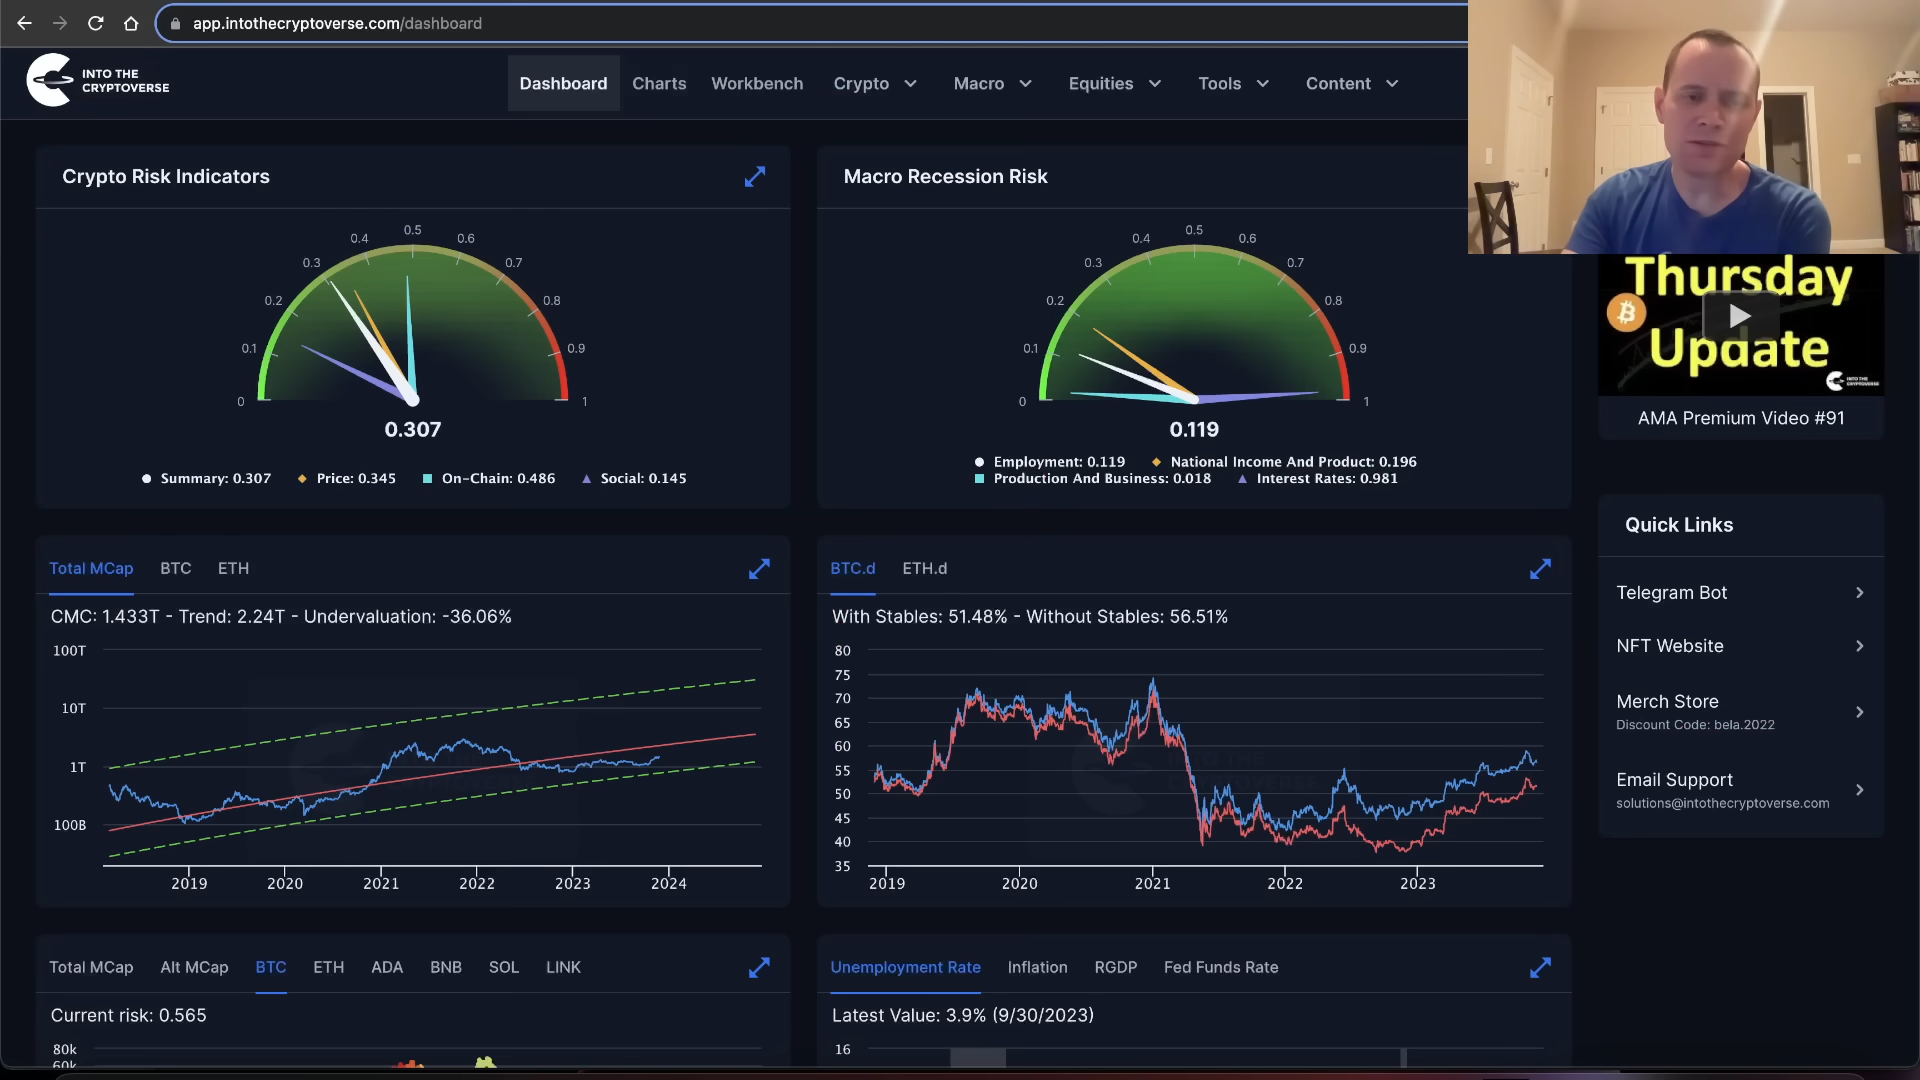 app.intothecryptoverse.com/dashboard
INTO THE
CRYPTOVERSE
Dashboard Charts Workbench Crypto Macro Equities Tools Content
Crypto Risk Indicators
0 0.1 0.2 0.3 0.4 0.5 0.6 0.7 0.8 0.9 1
0.307
Summary: 0.307 Price: 0.345 On-Chain: 0.486 Social: 0.145
Macro Recession Risk
0 0.1 0.2 0.3 0.4 0.5 0.6 0.7 0.8 0.9 1
0.119
Employment: 0.119 National Income And Product: 0.196
Production And Business: 0.018 Interest Rates: 0.981
Thursday
Update
INTO THE
CRYPTOVERSE
AMA Premium Video #91
Quick Links
Telegram Bot
NFT Website
Merch Store
Discount Code: bela.2022
Email Support
solutions@intothecryptoverse.com
Total MCap BTC ETH
CMC: 1.433T - Trend: 2.24T - Undervaluation: -36.06%
100T
10T
1T
100B
2019 2020 2021 2022 2023 2024
BTC.d ETH.d
With Stables: 51.48% - Without Stables: 56.51%
80
75
70
65
60
55
50
45
40
35
2019 2020 2021 2022 2023
Total MCap Alt MCap BTC ETH ADA BNB SOL LINK
Current risk: 0.565
80k
60k
Unemployment Rate Inflation RGDP Fed Funds Rate
Latest Value: 3.9% (9/30/2023)
16